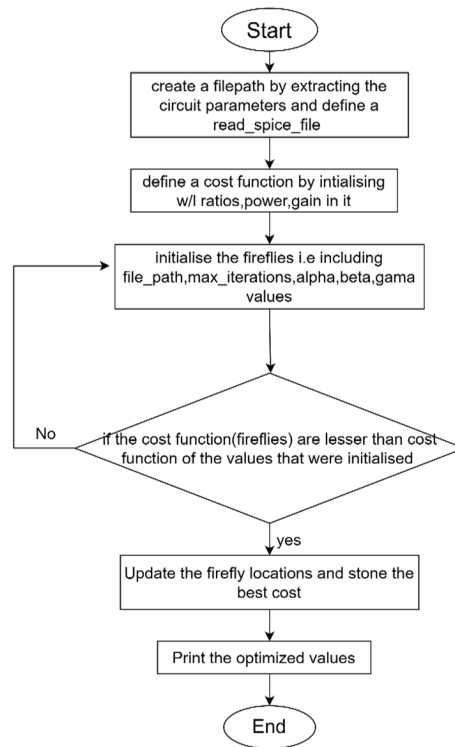 Start
create a filepath by extracting the
circuit parameters and define a
read_spice_file
define a cost function by intialising
w/l ratios,power,gain in it
initialise the fireflies i.e including
file_path,max_iterations,alpha,beta,gama
values
No
if the cost function(fireflies) are lesser than cost
function of the values that were initialised
yes
Update the firefly locations and stone the
best cost
Print the optimized values
End